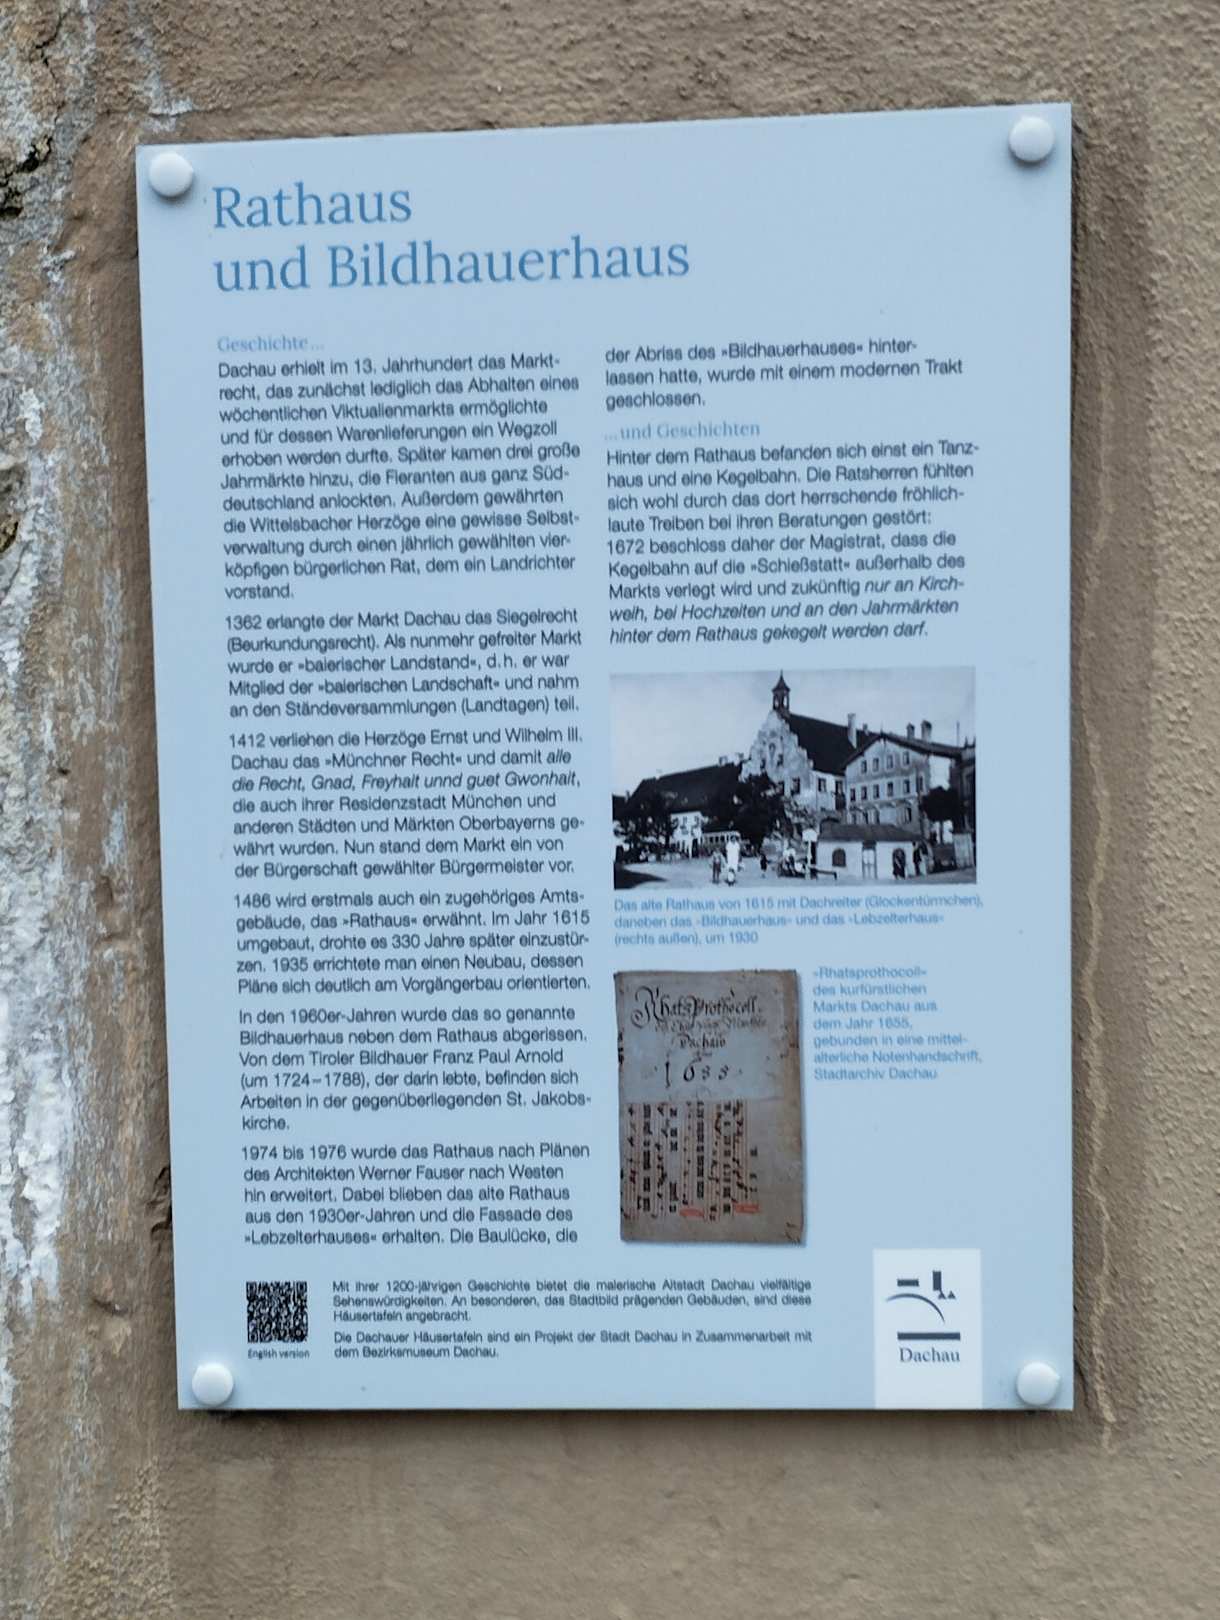 Rathaus
und Bildhauerhaus
Geschichte...
Dachau erhielt im 13. Jahrhundert das Markt-
recht, das zunächst lediglich das Abhalten eines
wöchentlichen Viktualienmarkts ermöglichte
und für dessen Warenlieferungen ein Wegzoll
erhoben werden durfte. Später kamen drei große
Jahrmärkte hinzu, die Fieranten aus ganz Süd-
deutschland anlockten. Außerdem gewährten
die Wittelsbacher Herzöge eine gewisse Selbst-
verwaltung durch einen jährlich gewählten vier-
köpfigen bürgerlichen Rat, dem ein Landrichter
vorstand.
1362 erlangte der Markt Dachau das Siegelrecht
(Beurkundungsrecht). Als nunmehr gefreiter Markt
wurde er »baierischer Landstand«, d. h. er war
Mitglied der »baierischen Landschaft« und nahm
an den Ständeversammlungen (Landtagen) teil.
1412 verliehen die Herzöge Ernst und Wilhelm III.
Dachau das »Münchner Recht« und damit alle
die Recht, Gnad, Freyhait unnd guet Gwonhait,
die auch ihrer Residenzstadt München und
anderen Städten und Märkten Oberbayerns ge-
währt wurden. Nun stand dem Markt ein von
der Bürgerschaft gewählter Bürgermeister vor.
1486 wird erstmals auch ein zugehöriges Amts-
gebäude, das »Rathaus« erwähnt. Im Jahr 1615
umgebaut, drohte es 330 Jahre später einzustür-
zen. 1935 errichtete man einen Neubau, dessen
Pläne sich deutlich am Vorgängerbau orientierten.
In den 1960er-Jahren wurde das so genannte
Bildhauerhaus neben dem Rathaus abgerissen.
Von dem Tiroler Bildhauer Franz Paul Arnold
(um 1724–1788), der darin lebte, befinden sich
Arbeiten in der gegenüberliegenden St. Jakobs-
kirche.
1974 bis 1976 wurde das Rathaus nach Plänen
des Architekten Werner Fauser nach Westen
hin erweitert. Dabei blieben das alte Rathaus
aus den 1930er-Jahren und die Fassade des
»Lebzelterhauses« erhalten. Die Baulücke, die
der Abriss des »Bildhauerhauses« hinter-
lassen hatte, wurde mit einem modernen Trakt
geschlossen.
...und Geschichten
Hinter dem Rathaus befanden sich einst ein Tanz-
haus und eine Kegelbahn. Die Ratsherren fühlten
sich wohl durch das dort herrschende fröhlich-
laute Treiben bei ihren Beratungen gestört:
1672 beschloss daher der Magistrat, dass die
Kegelbahn auf die »Schießstatt« außerhalb des
Markts verlegt wird und zukünftig nur an Kirch-
weih, bei Hochzeiten und an den Jahrmärkten
hinter dem Rathaus gekegelt werden darf.
Das alte Rathaus von 1615 mit Dachreiter (Glockentürmchen),
daneben das »Bildhauerhaus« und das »Lebzelterhaus«
(rechts außen), um 1930
RhatsProthocoll
Dachaw
1655
»Rhatsprothocoll«
des kurfürstlichen
Markts Dachau aus
dem Jahr 1655,
gebunden in eine mittel-
alterliche Notenhandschrift,
Stadtarchiv Dachau
English version
Mit ihrer 1200-jährigen Geschichte bietet die malerische Altstadt Dachau vielfältige
Sehenswürdigkeiten. An besonderen, das Stadtbild prägenden Gebäuden, sind diese
Häusertafeln angebracht.
Die Dachauer Häusertafeln sind ein Projekt der Stadt Dachau in Zusammenarbeit mit
dem Bezirksmuseum Dachau.
Dachau